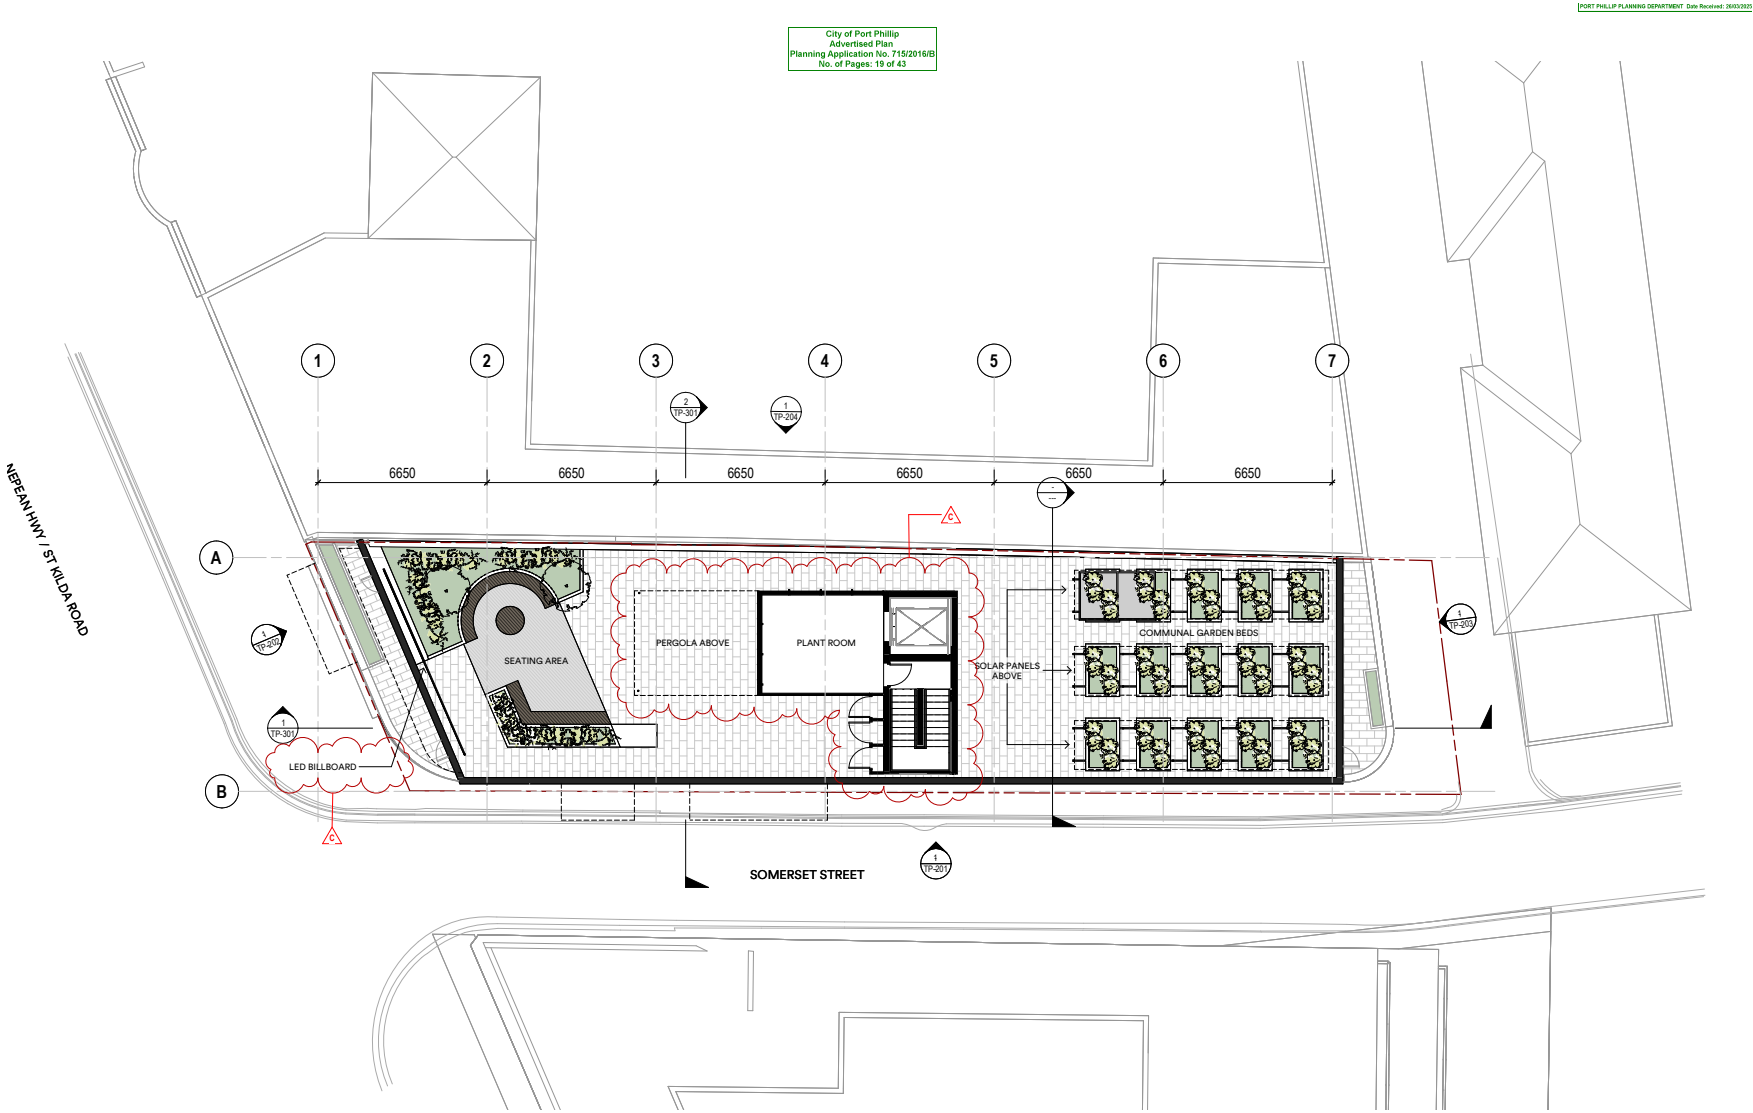 PORT PHILLIP PLANNING DEPARTMENT Date Received: 26/03/2025
City of Port Phillip
Advertised Plan
Planning Application No. 715/2016/B
No. of Pages: 19 of 43
1
2
3
4
5
6
7
2
TP-301
1
TP-204
6650
6650
6650
6650
6650
6650
NEPEAN HWY / ST KILDA ROAD
C
A
1
TP-202
1
TP-203
COMMUNAL GARDEN BEDS
PERGOLA ABOVE
PLANT ROOM
SEATING AREA
SOLAR PANELS
ABOVE
1
TP-301
LED BILLBOARD
B
C
1
TP-201
SOMERSET STREET